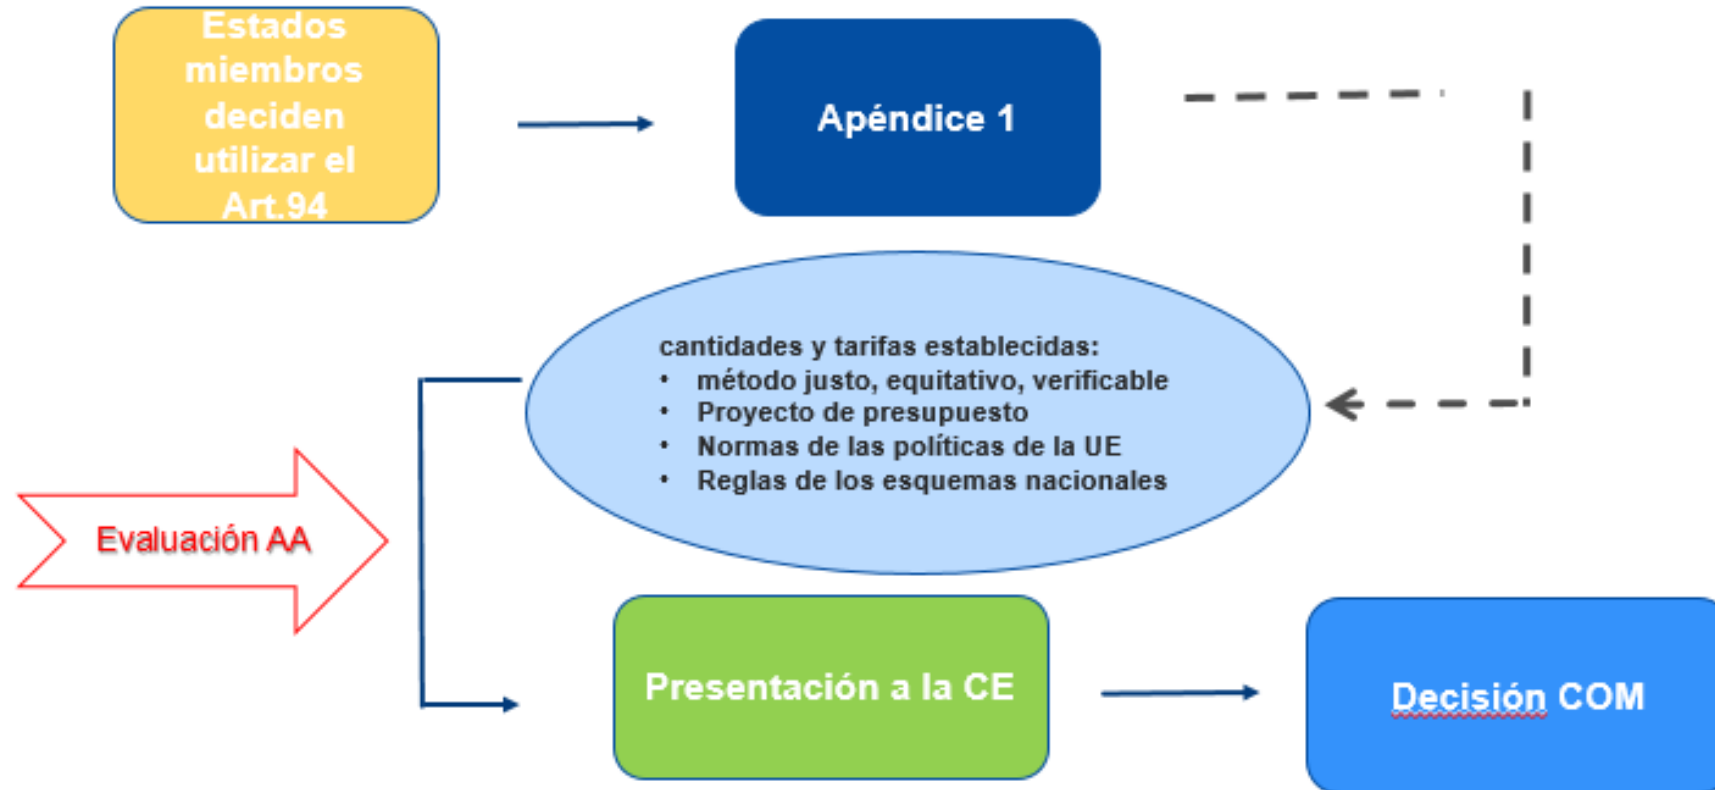 Estados
miembros
deciden
utilizar el
Art.94
Apéndice 1
cantidades y tarifas establecidas:
• método justo, equitativo, verificable
• Proyecto de presupuesto
• Normas de las políticas de la UE
• Reglas de los esquemas nacionales
Evaluación AA
Presentación a la CE
Decisión COM